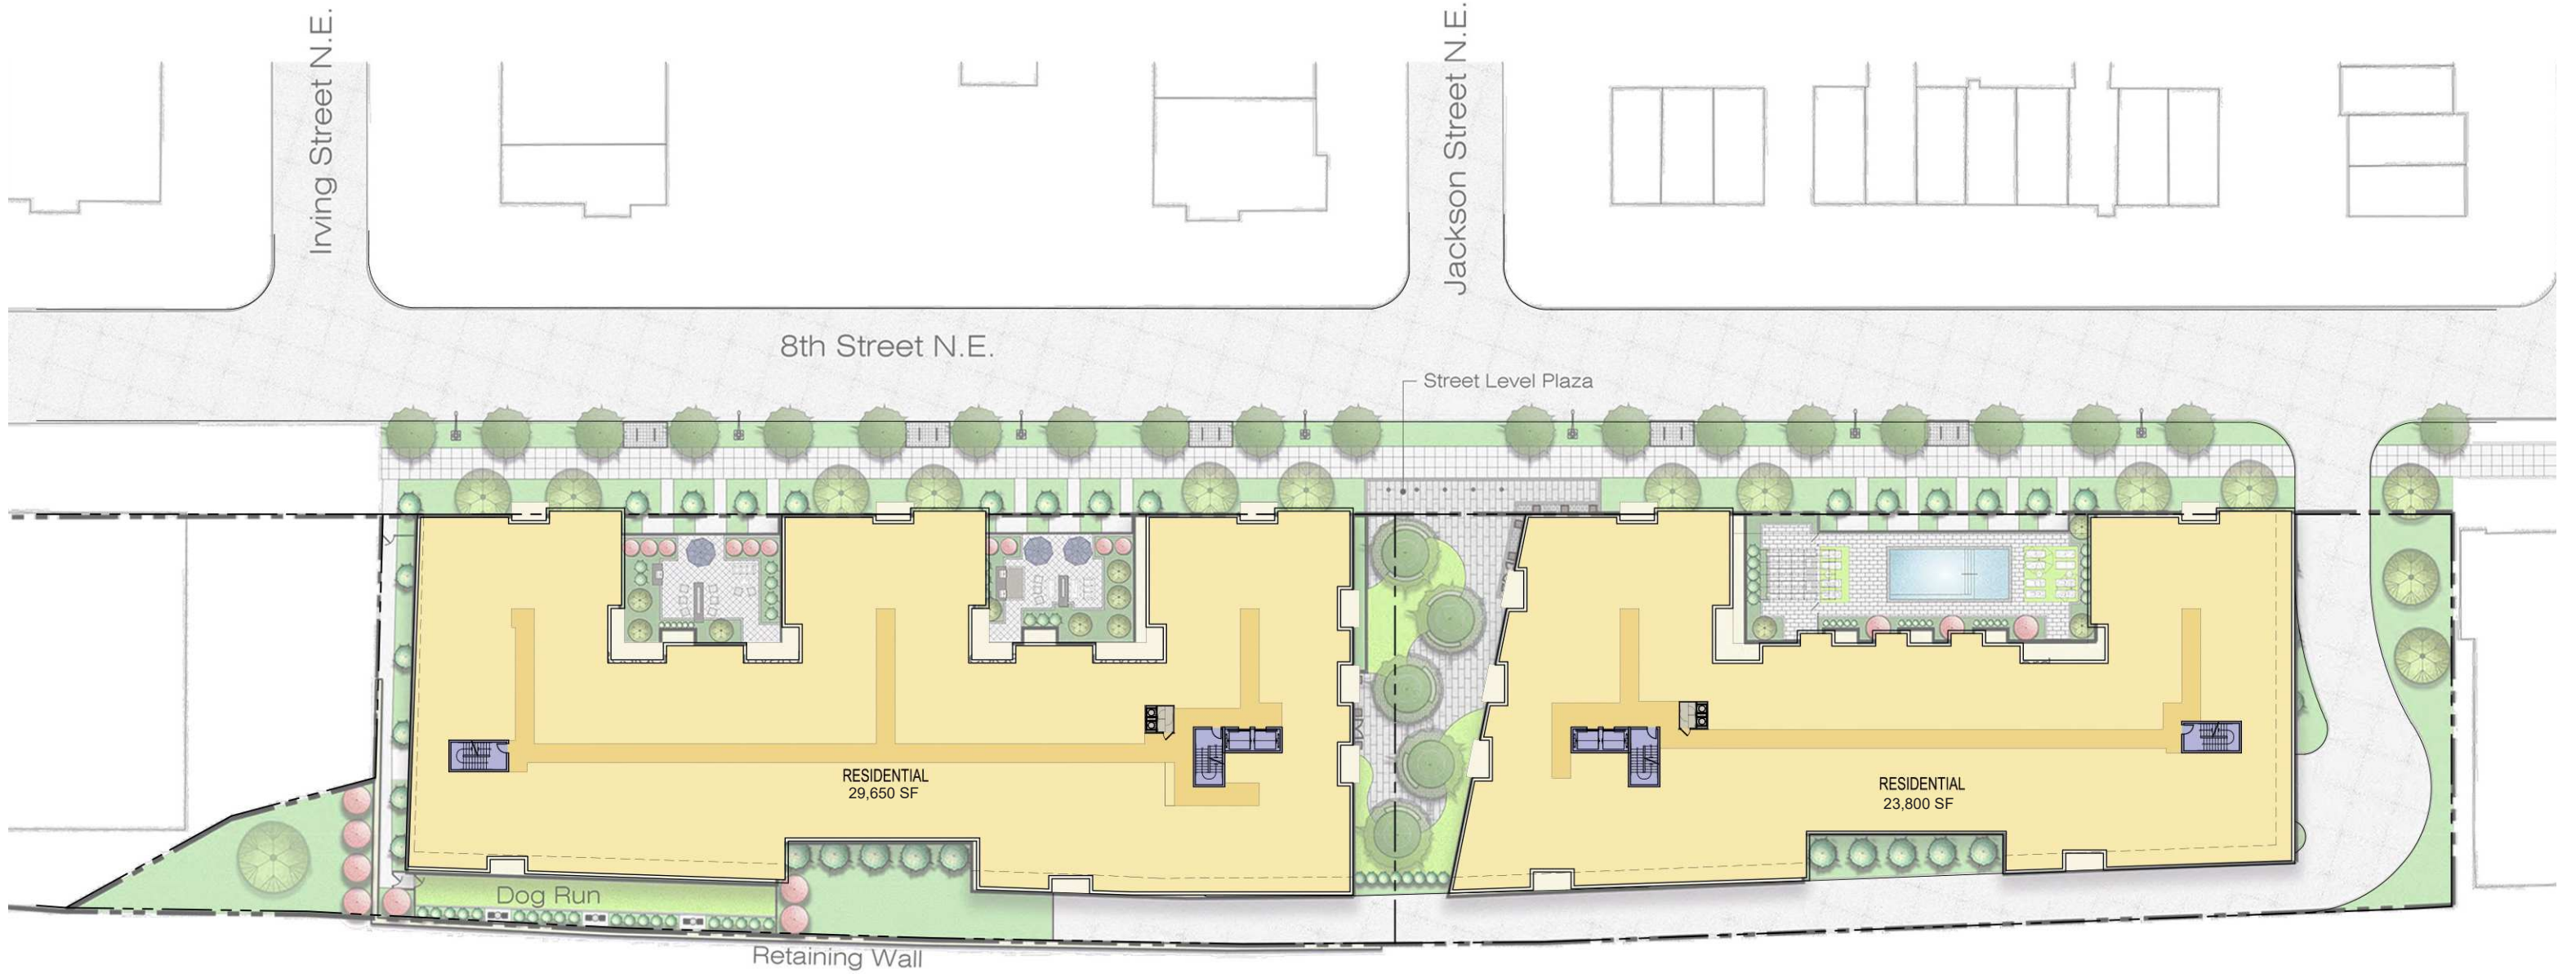 Irving Street N.E.
Jackson Street N.E.
8th Street N.E.
Street Level Plaza
RESIDENTIAL
29,650 SF
RESIDENTIAL
23,800 SF
Dog Run
Retaining Wall